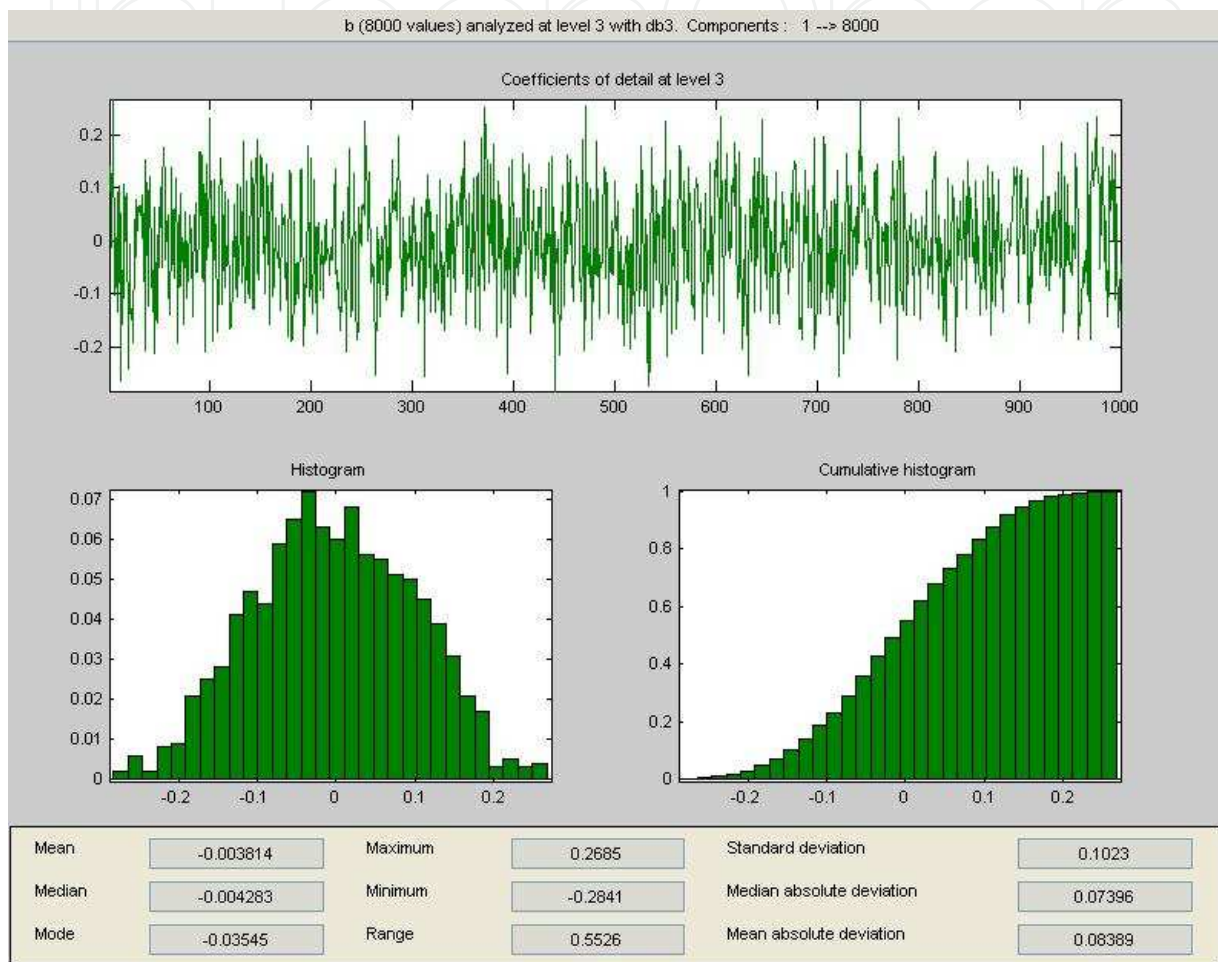 b (8000 values) analyzed at level 3 with db3. Components : 1 --> 8000
Coefficients of detail at level 3
0.2
0.1
0
-0.1
-0.2
100 200 300 400 500 600 700 800 900 1000
Histogram
0.07
0.06
0.05
0.04
0.03
0.02
0.01
0
-0.2 -0.1 0 0.1 0.2
Cumulative histogram
1
0.8
0.6
0.4
0.2
0
-0.2 -0.1 0 0.1 0.2
Mean -0.003814 Maximum 0.2685 Standard deviation 0.1023
Median -0.004283 Minimum -0.2841 Median absolute deviation 0.07396
Mode -0.03545 Range 0.5526 Mean absolute deviation 0.08389